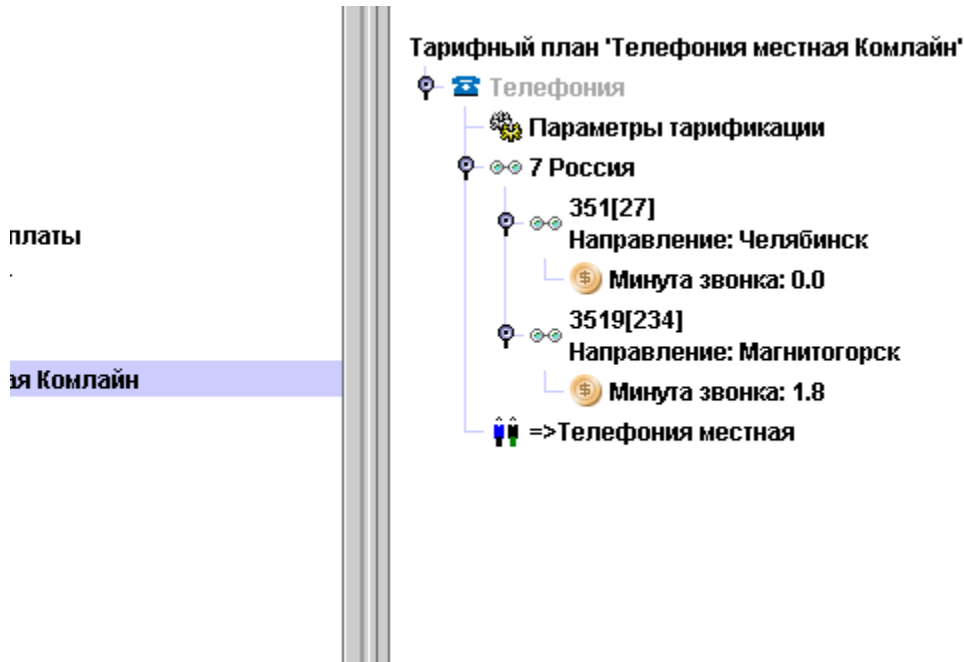 Тарифный план 'Телефония местная Комлайн'
Телефония
Параметры тарификации
7 Россия
351[27]
Направление: Челябинск
Минута звонка: 0.0
3519[234]
Направление: Магнитогорск
Минута звонка: 1.8
=>Телефония местная
платы
ая Комлайн